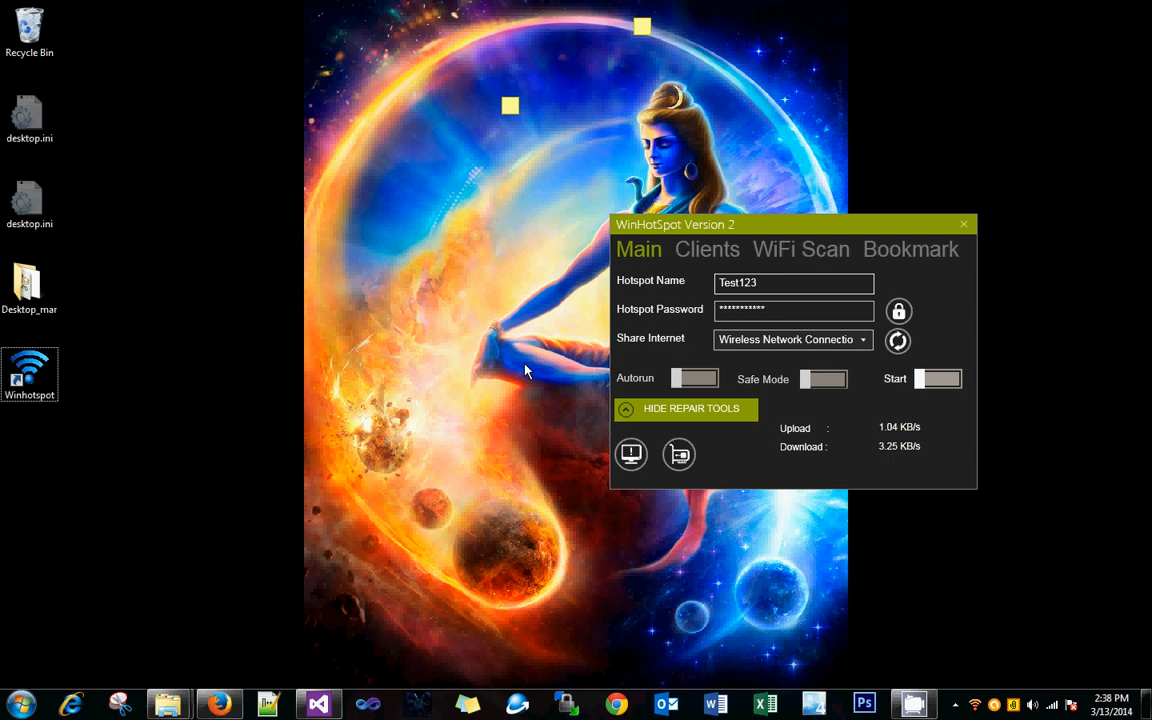 Recycle Bin
desktop.ini
desktop.ini
Desktop_mar
Winhotspot
WinHotSpot Version 2
Main Clients WiFi Scan Bookmark
Hotspot Name Test123
Hotspot Password ***********
Share Internet Wireless Network Connectio
Autorun Safe Mode Start
HIDE REPAIR TOOLS
Upload : 1.04 KB/s
Download : 3.25 KB/s
2:38 PM
3/13/2014